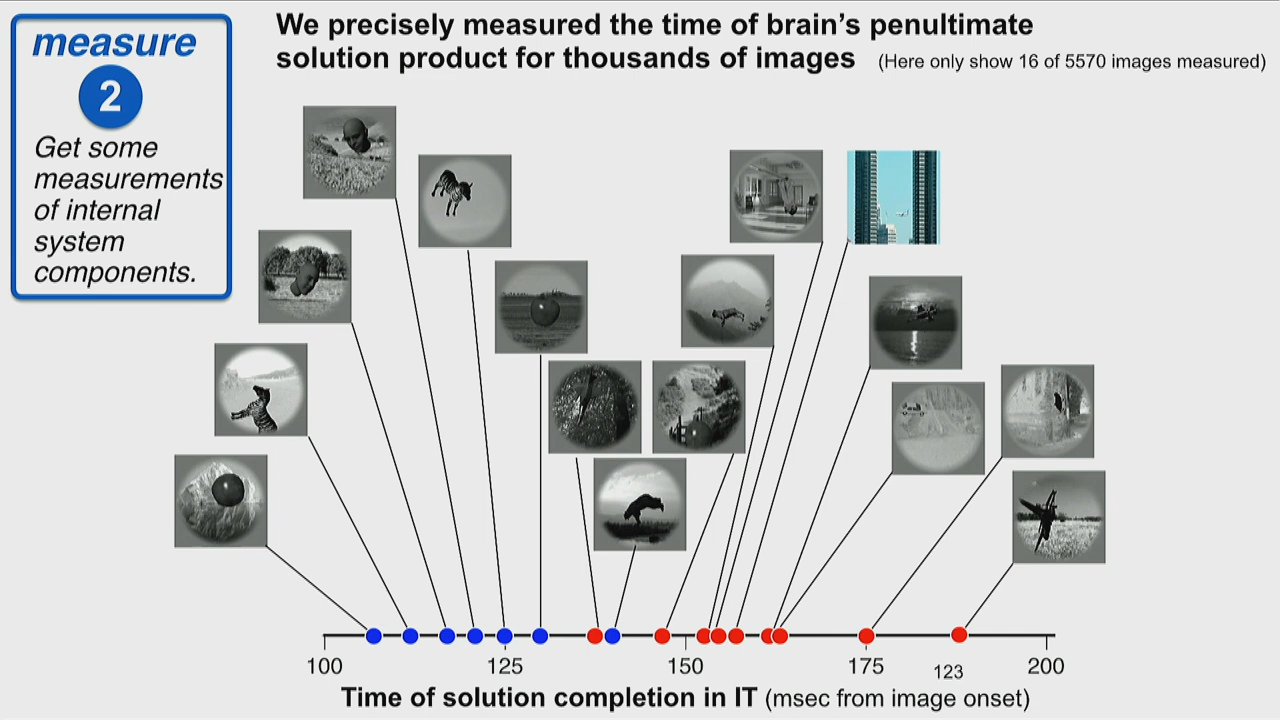 measure
2
Get some
measurements
of internal
system
components.
We precisely measured the time of brain's penultimate
solution product for thousands of images (Here only show 16 of 5570 images measured)
100 125 150 175 200
123
Time of solution completion in IT (msec from image onset)